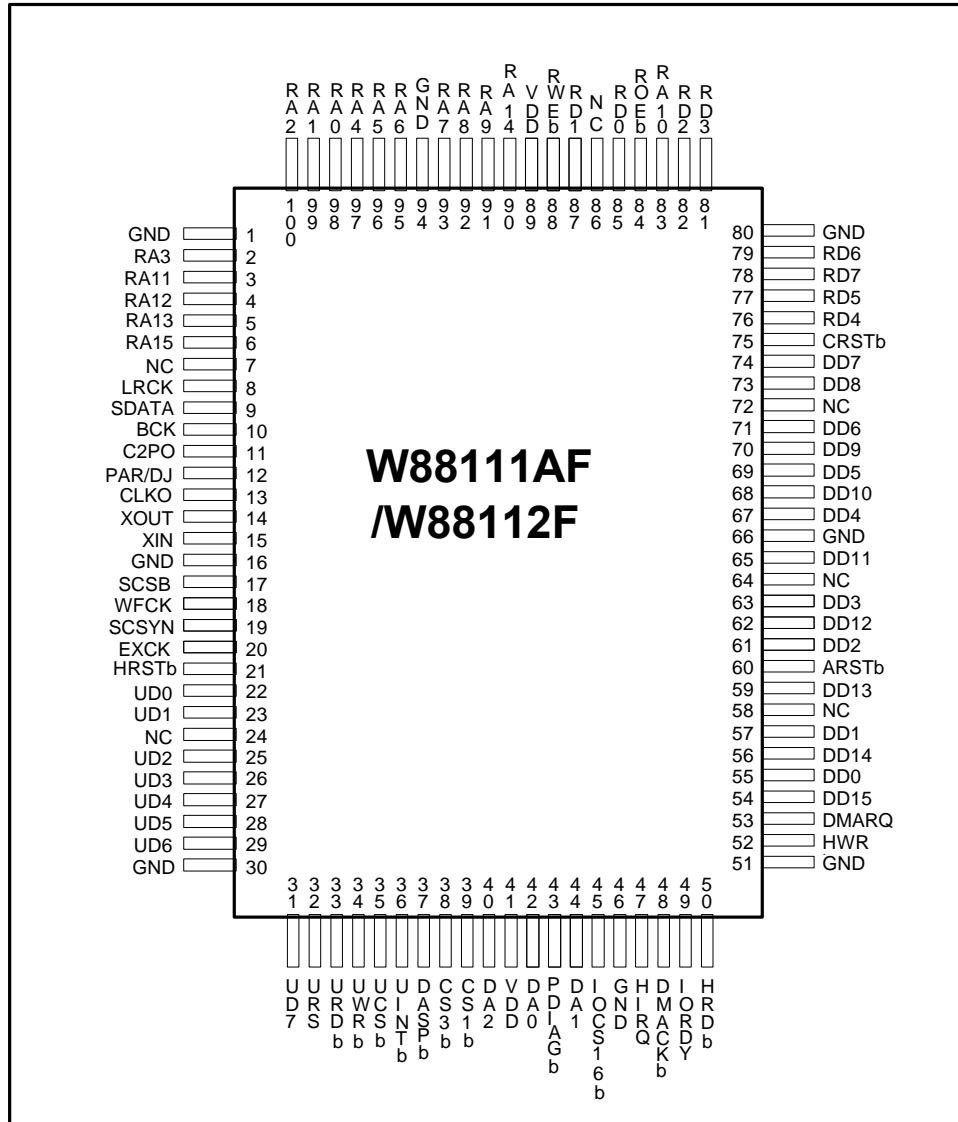 RA2 RA1 RA0 RA4 RA5 RA6 GND RA7 RA8 RA9 RA14 VDD RWEb RD1 NC RD0 ROEb RA10 RD2 RD3
100 99 98 97 96 95 94 93 92 91 90 89 88 87 86 85 84 83 82 81
GND 1
RA3 2
RA11 3
RA12 4
RA13 5
RA15 6
NC 7
LRCK 8
SDATA 9
BCK 10
C2PO 11
PAR/DJ 12
CLKO 13
XOUT 14
XIN 15
GND 16
SCSB 17
WFCK 18
SCSYN 19
EXCK 20
HRSTb 21
UD0 22
UD1 23
NC 24
UD2 25
UD3 26
UD4 27
UD5 28
UD6 29
GND 30
W88111AF
/W88112F
80 GND
79 RD6
78 RD7
77 RD5
76 RD4
75 CRSTb
74 DD7
73 DD8
72 NC
71 DD6
70 DD9
69 DD5
68 DD10
67 DD4
66 GND
65 DD11
64 NC
63 DD3
62 DD12
61 DD2
60 ARSTb
59 DD13
58 NC
57 DD1
56 DD14
55 DD0
54 DD15
53 DMARQ
52 HWR
51 GND
31 32 33 34 35 36 37 38 39 40 41 42 43 44 45 46 47 48 49 50
UD7 URS URDb UWRb UCSb UINTb DASPb CS3b CS1b DA2 VDD DA0 PDIAGb DA1 IOCS16b GND HIRQ DMACKb IORDY HRDb